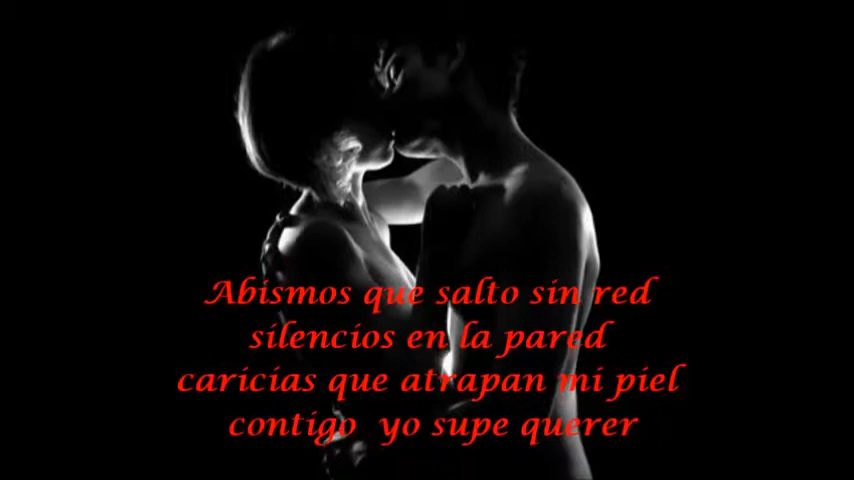 Abismos que salto sin red
silencios en la pared
caricias que atrapan mi piel
contigo yo supe querer